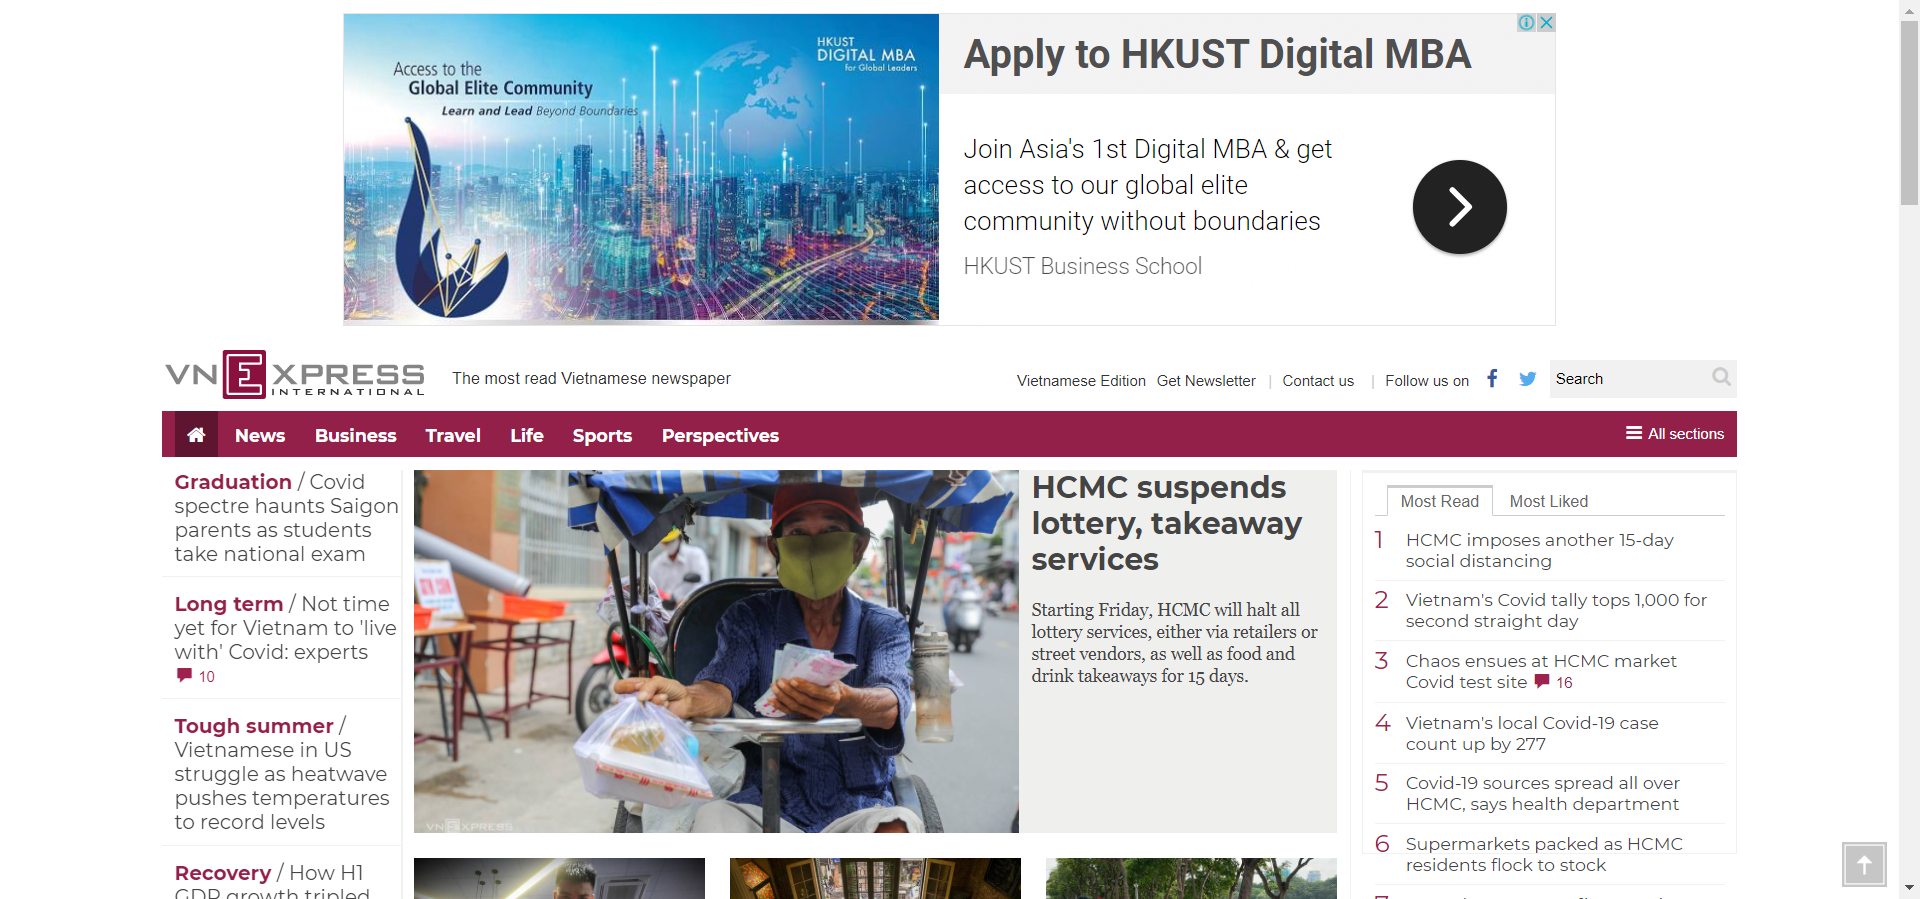 Access to the
Global Elite Community
Learn and Lead Beyond Boundaries
HKUST
DIGITAL MBA
for Global Leaders
Apply to HKUST Digital MBA
Join Asia's 1st Digital MBA & get
access to our global elite
community without boundaries
HKUST Business School
VNEXPRESS
INTERNATIONAL
The most read Vietnamese newspaper
Vietnamese Edition Get Newsletter | Contact us | Follow us on
Search
News Business Travel Life Sports Perspectives
All sections
Graduation / Covid
spectre haunts Saigon
parents as students
take national exam
Long term / Not time
yet for Vietnam to 'live
with' Covid: experts
10
Tough summer /
Vietnamese in US
struggle as heatwave
pushes temperatures
to record levels
Recovery / How H1
GDP growth tripled
VNEXPRESS
HCMC suspends
lottery, takeaway
services
Starting Friday, HCMC will halt all
lottery services, either via retailers or
street vendors, as well as food and
drink takeaways for 15 days.
Most Read Most Liked
1 HCMC imposes another 15-day
social distancing
2 Vietnam's Covid tally tops 1,000 for
second straight day
3 Chaos ensues at HCMC market
Covid test site 16
4 Vietnam's local Covid-19 case
count up by 277
5 Covid-19 sources spread all over
HCMC, says health department
6 Supermarkets packed as HCMC
residents flock to stock